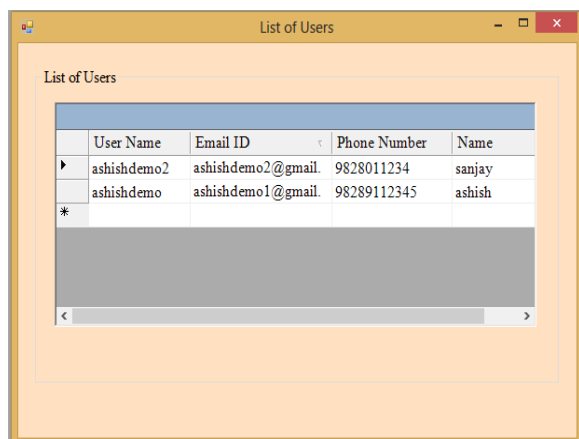 List of Users
List of Users
User Name Email ID Phone Number Name
ashishdemo2 ashishdemo2@gmail. 9828011234 sanjay
ashishdemo ashishdemo1@gmail. 98289112345 ashish